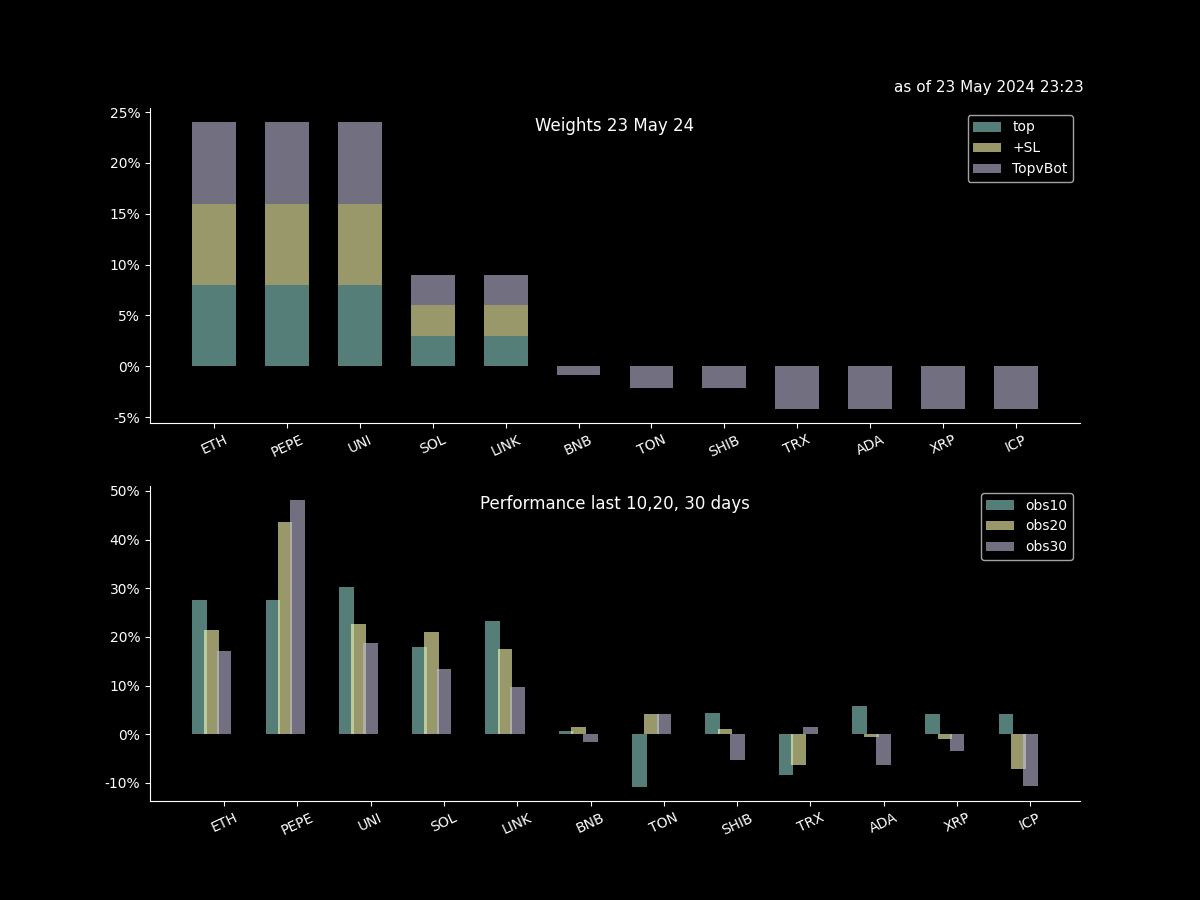 as of 23 May 2024 23:23
Weights 23 May 24
25%
20%
15%
10%
5%
0%
-5%
top
+SL
TopvBot
ETH PEPE UNI SOL LINK BNB TON SHIB TRX ADA XRP ICP
Performance last 10,20, 30 days
50%
40%
30%
20%
10%
0%
-10%
obs10
obs20
obs30
ETH PEPE UNI SOL LINK BNB TON SHIB TRX ADA XRP ICP